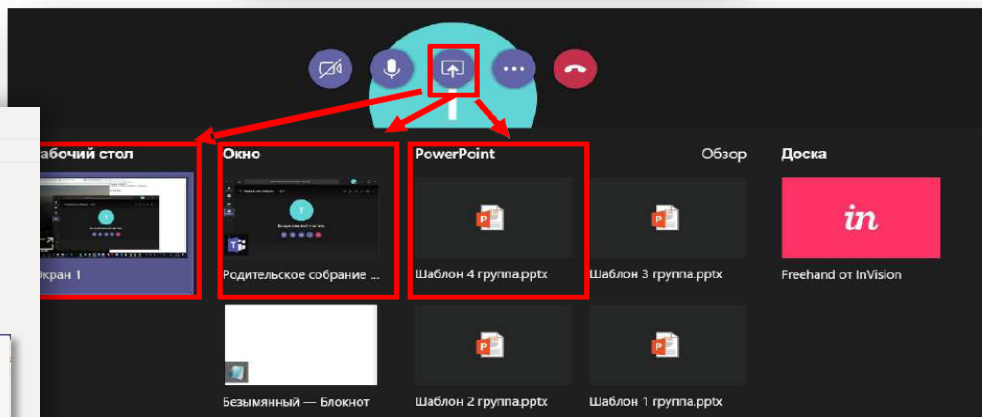 абочий стол Окно PowerPoint Обзор Доска
in
Экран 1 Родительское собрание ... Шаблон 4 группа.pptx Шаблон 3 группа.pptx Freehand от InVision
Безымянный — Блокнот Шаблон 2 группа.pptx Шаблон 1 группа.pptx